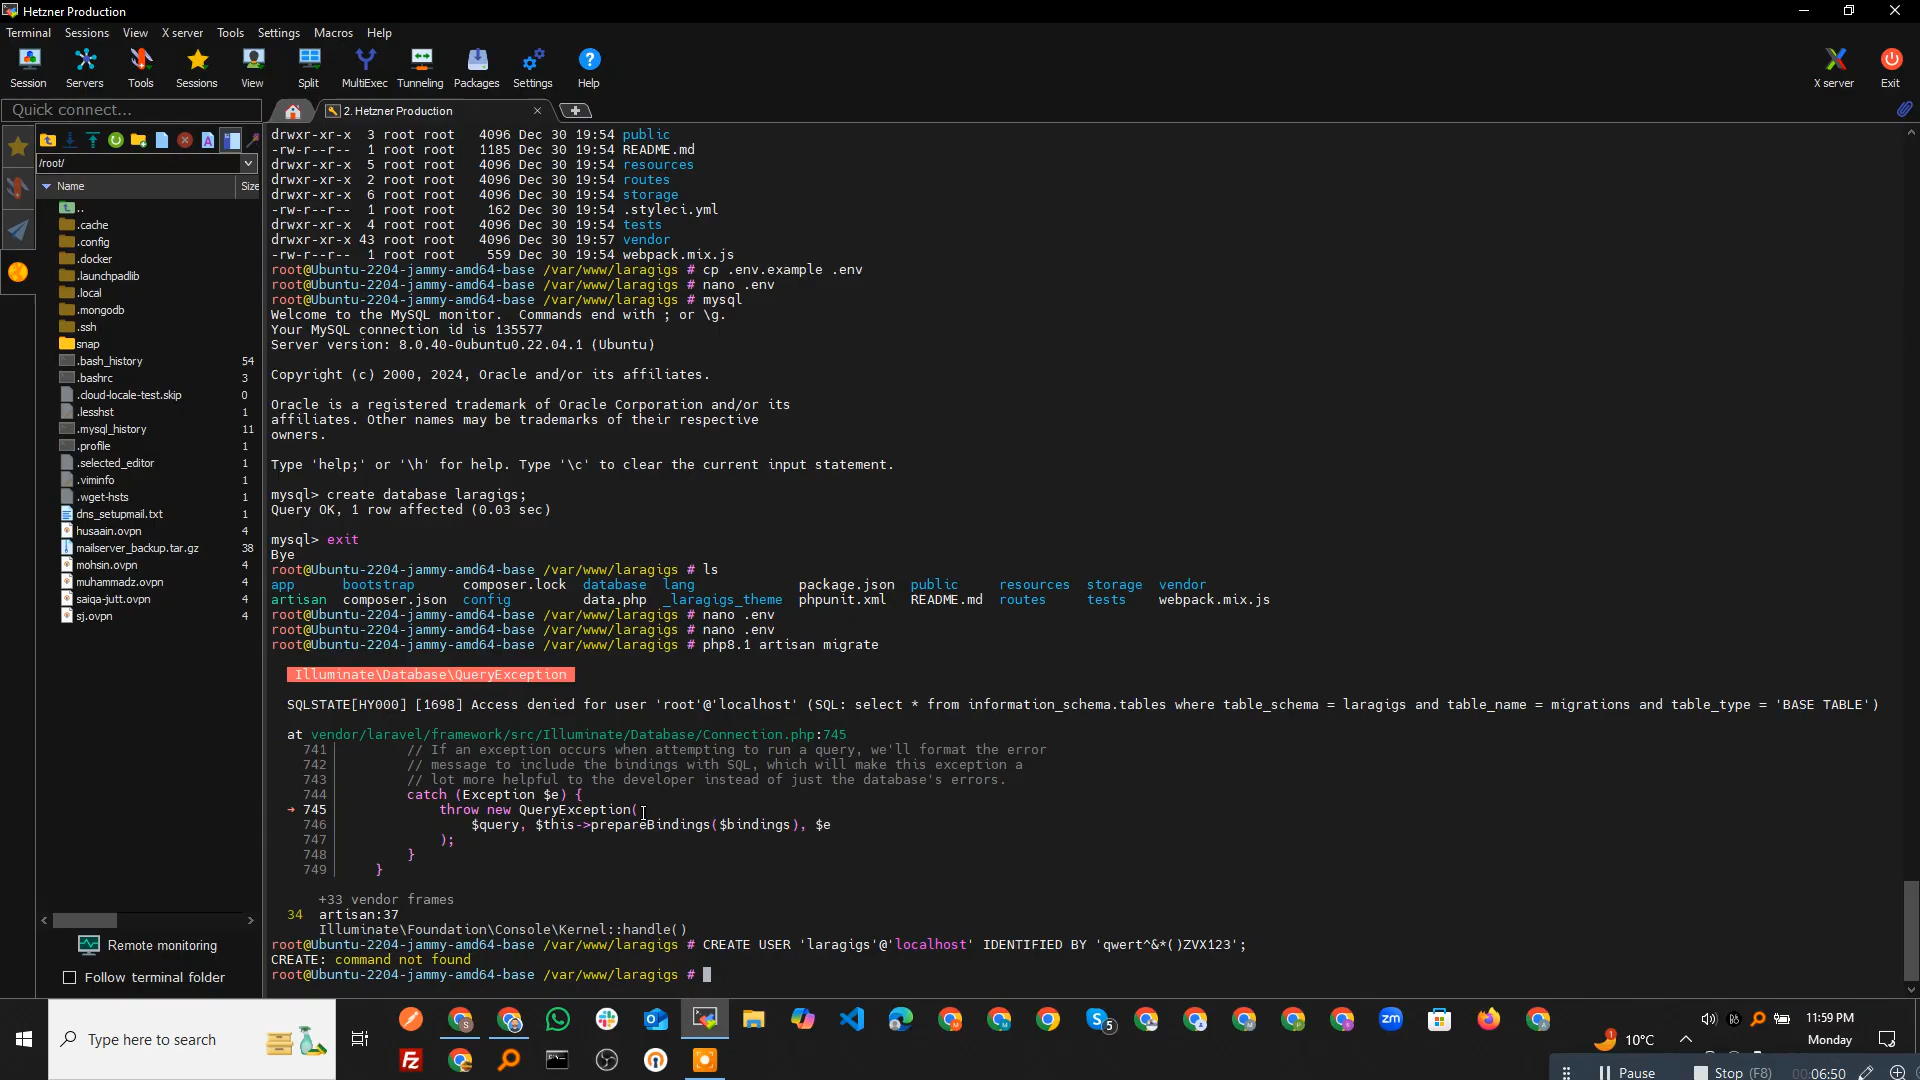 Hetzner Production
Terminal Sessions View X server Tools Settings Macros Help
Session Servers Tools Sessions View Split MultiExec Tunneling Packages Settings Help X server Exit
Quick connect...
2. Hetzner Production
/root/
Name Size
..
.cache
.config
.docker
.launchpadlib
.local
.mongodb
.ssh
snap
.bash_history 54
.bashrc 3
.cloud-locale-test.skip 0
.lesshst 1
.mysql_history 11
.profile 1
.selected_editor 1
.viminfo 1
.wget-hsts 1
dns_setupmail.txt 1
husaain.ovpn 4
mailserver_backup.tar.gz 38
mohsin.ovpn 4
muhammadz.ovpn 4
saiqa-jutt.ovpn 4
sj.ovpn 4
Remote monitoring
Follow terminal folder
drwxr-xr-x 3 root root 4096 Dec 30 19:54 public
-rw-r--r-- 1 root root 1185 Dec 30 19:54 README.md
drwxr-xr-x 5 root root 4096 Dec 30 19:54 resources
drwxr-xr-x 2 root root 4096 Dec 30 19:54 routes
drwxr-xr-x 6 root root 4096 Dec 30 19:54 storage
-rw-r--r-- 1 root root 162 Dec 30 19:54 .styleci.yml
drwxr-xr-x 4 root root 4096 Dec 30 19:54 tests
drwxr-xr-x 43 root root 4096 Dec 30 19:57 vendor
-rw-r--r-- 1 root root 559 Dec 30 19:54 webpack.mix.js
root@Ubuntu-2204-jammy-amd64-base /var/www/laragigs # cp .env.example .env
root@Ubuntu-2204-jammy-amd64-base /var/www/laragigs # nano .env
root@Ubuntu-2204-jammy-amd64-base /var/www/laragigs # mysql
Welcome to the MySQL monitor. Commands end with ; or \g.
Your MySQL connection id is 135577
Server version: 8.0.40-0ubuntu0.22.04.1 (Ubuntu)
Copyright (c) 2000, 2024, Oracle and/or its affiliates.
Oracle is a registered trademark of Oracle Corporation and/or its
affiliates. Other names may be trademarks of their respective
owners.
Type 'help;' or '\h' for help. Type '\c' to clear the current input statement.
mysql> create database laragigs;
Query OK, 1 row affected (0.03 sec)
mysql> exit
Bye
root@Ubuntu-2204-jammy-amd64-base /var/www/laragigs # ls
app bootstrap composer.lock database lang package.json public resources storage vendor
artisan composer.json config data.php _laragigs_theme phpunit.xml README.md routes tests webpack.mix.js
root@Ubuntu-2204-jammy-amd64-base /var/www/laragigs # nano .env
root@Ubuntu-2204-jammy-amd64-base /var/www/laragigs # nano .env
root@Ubuntu-2204-jammy-amd64-base /var/www/laragigs # php8.1 artisan migrate
Illuminate\Database\QueryException
SQLSTATE[HY000] [1698] Access denied for user 'root'@'localhost' (SQL: select * from information_schema.tables where table_schema = laragigs and table_name = migrations and table_type = 'BASE TABLE')
at vendor/laravel/framework/src/Illuminate/Database/Connection.php:745
741 // If an exception occurs when attempting to run a query, we'll format the error
742 // message to include the bindings with SQL, which will make this exception a
743 // lot more helpful to the developer instead of just the database's errors.
744 catch (Exception $e) {
➜ 745 throw new QueryException(
746 $query, $this->prepareBindings($bindings), $e
747 );
748 }
749 }
+33 vendor frames
34 artisan:37
Illuminate\Foundation\Console\Kernel::handle()
root@Ubuntu-2204-jammy-amd64-base /var/www/laragigs # CREATE USER 'laragigs'@'localhost' IDENTIFIED BY 'qwert^&*()ZVX123';
CREATE: command not found
root@Ubuntu-2204-jammy-amd64-base /var/www/laragigs #
Type here to search
5
zm
1
10°C
11:59 PM
Monday
Pause Stop (F8) 00:06:50